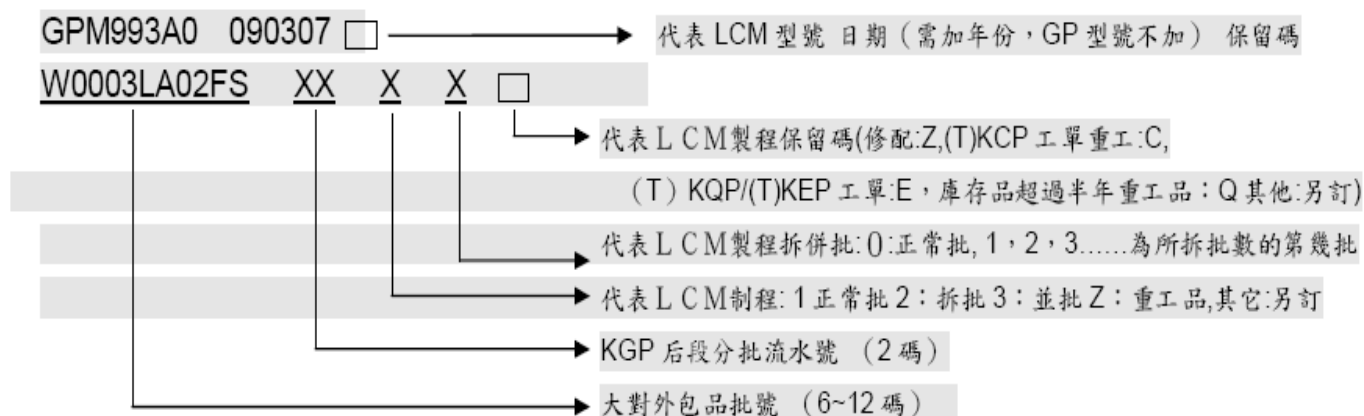 GPM993A0 090307 □ 代表 LCM 型號 日期（需加年份，GP 型號不加） 保留碼
W0003LA02FS XX X X □
代表ＬＣＭ製程保留碼(修配:Z,(T)KCP 工單重工:C,
（T）KQP/(T)KEP 工單:E，庫存品超過半年重工品：Q 其他:另訂)
代表ＬＣＭ製程拆併批:0:正常批, 1，2，3……為所拆批數的第幾批
代表ＬＣＭ制程: 1 正常批 2：拆批 3：並批 Z：重工品,其它:另訂
KGP 后段分批流水號 （2 碼）
大對外包品批號 （6~12 碼）